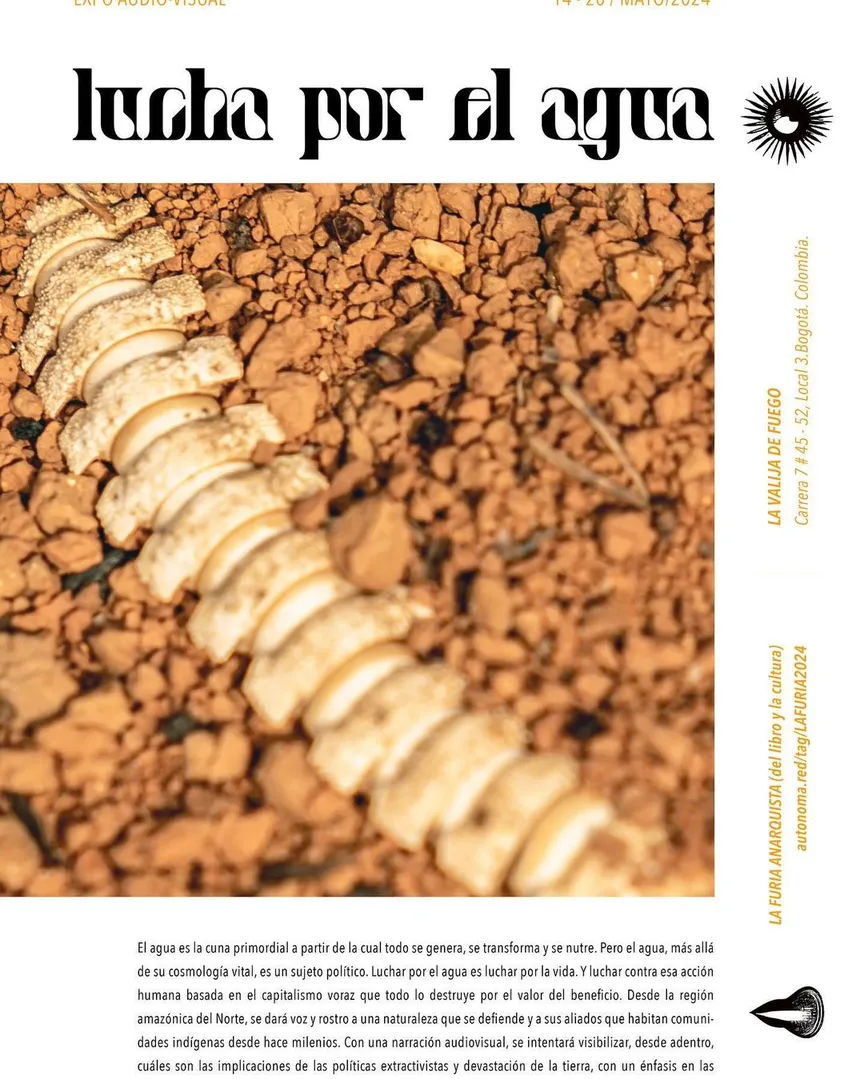 EXPO AUDIO-VISUAL
14 - 20 / MAYO/2024
lucha por el agua
LA VALIJA DE FUEGO
Carrera 7 # 45 - 52, Local 3.Bogotá. Colombia.
LA FURIA ANARQUISTA (del libro y la cultura)
autonoma.red/tag/LAFURIA2024
El agua es la cuna primordial a partir de la cual todo se genera, se transforma y se nutre. Pero el agua, más allá
de su cosmología vital, es un sujeto político. Luchar por el agua es luchar por la vida. Y luchar contra esa acción
humana basada en el capitalismo voraz que todo lo destruye por el valor del beneficio. Desde la región
amazónica del Norte, se dará voz y rostro a una naturaleza que se defiende y a sus aliados que habitan comuni-
dades indígenas desde hace milenios. Con una narración audiovisual, se intentará visibilizar, desde adentro,
cuáles son las implicaciones de las políticas extractivistas y devastación de la tierra, con un énfasis en las